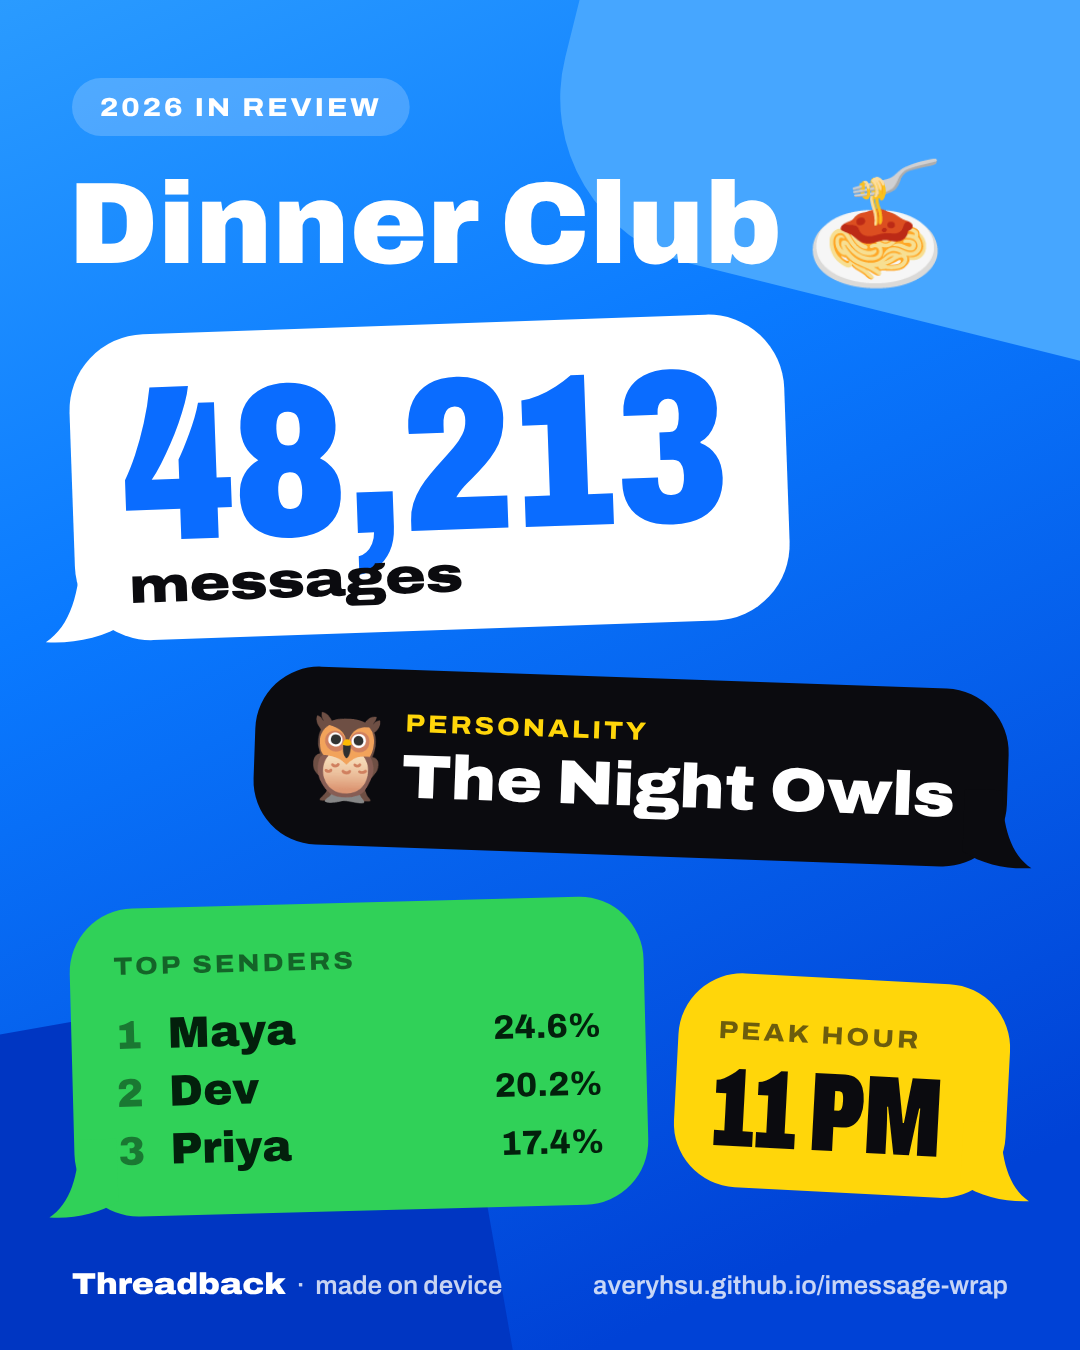 2026 IN REVIEW
Dinner Club 🍝
48,213
messages
PERSONALITY
🦉 The Night Owls
TOP SENDERS
1 Maya 24.6%
2 Dev 20.2%
3 Priya 17.4%
PEAK HOUR
11 PM
Threadback · made on device averyhsu.github.io/imessage-wrap